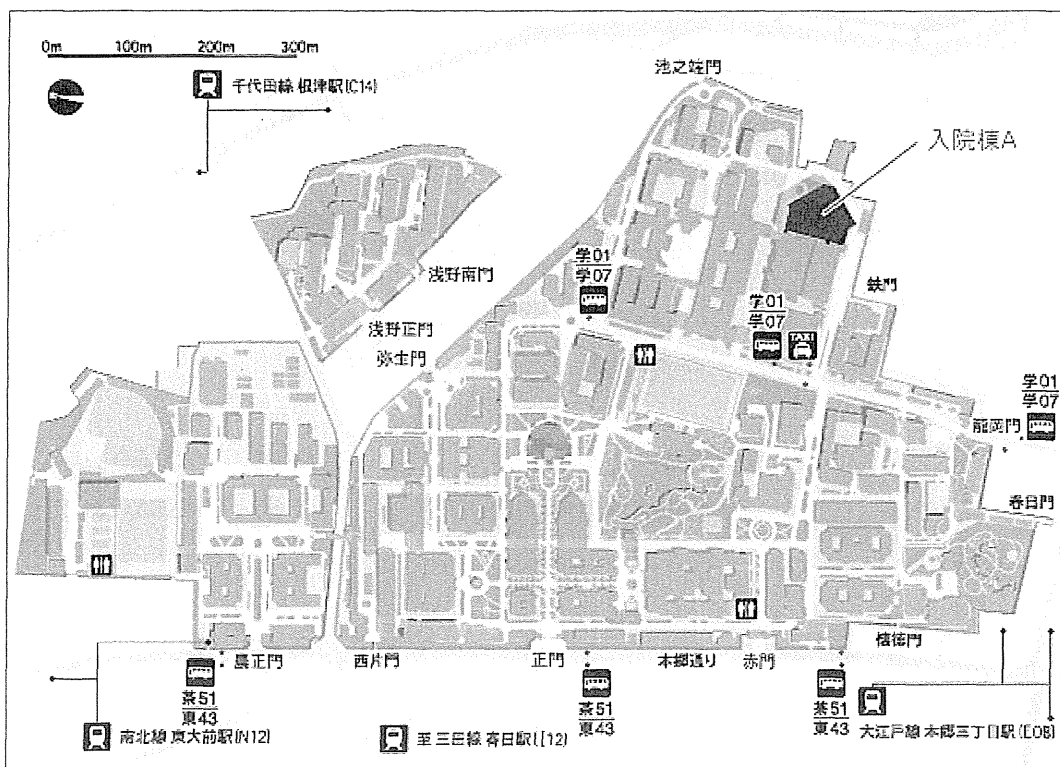 0m 100m 200m 300m
千代田線 根津駅(C14)
池之端門
入院棟A
浅野南門
学01
学07
鉄門
学01
学07
TAXI
浅野正門
弥生門
学01
学07
龍岡門
春日門
懐徳門
農正門
西片門
正門
本郷通り
赤門
茶51
東43
茶51
東43
茶51
東43
大江戸線 本郷三丁目駅(E08)
南北線 東大前駅(N12)
至 三田線 春日駅(I12)